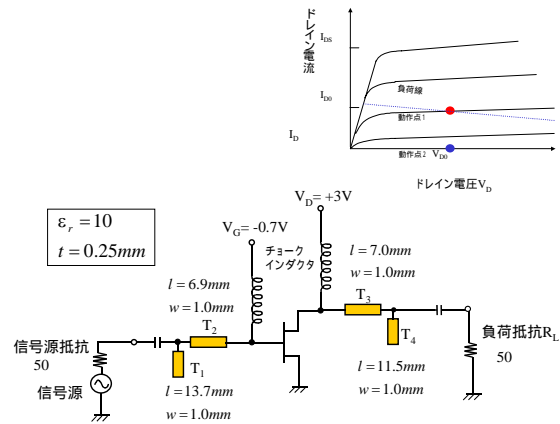 ドレイン電流
I_DS
I_D0
I_D
負荷線
動作点1
動作点2
V_D0
ドレイン電圧V_D
ε_r = 10
t = 0.25mm
V_G= -0.7V
V_D= +3V
チョーク
インダクタ
l = 6.9mm
w = 1.0mm
l = 7.0mm
w = 1.0mm
T_2
T_3
信号源抵抗
50
信号源
T_1
T_4
負荷抵抗R_L
50
l = 13.7mm
w = 1.0mm
l = 11.5mm
w = 1.0mm